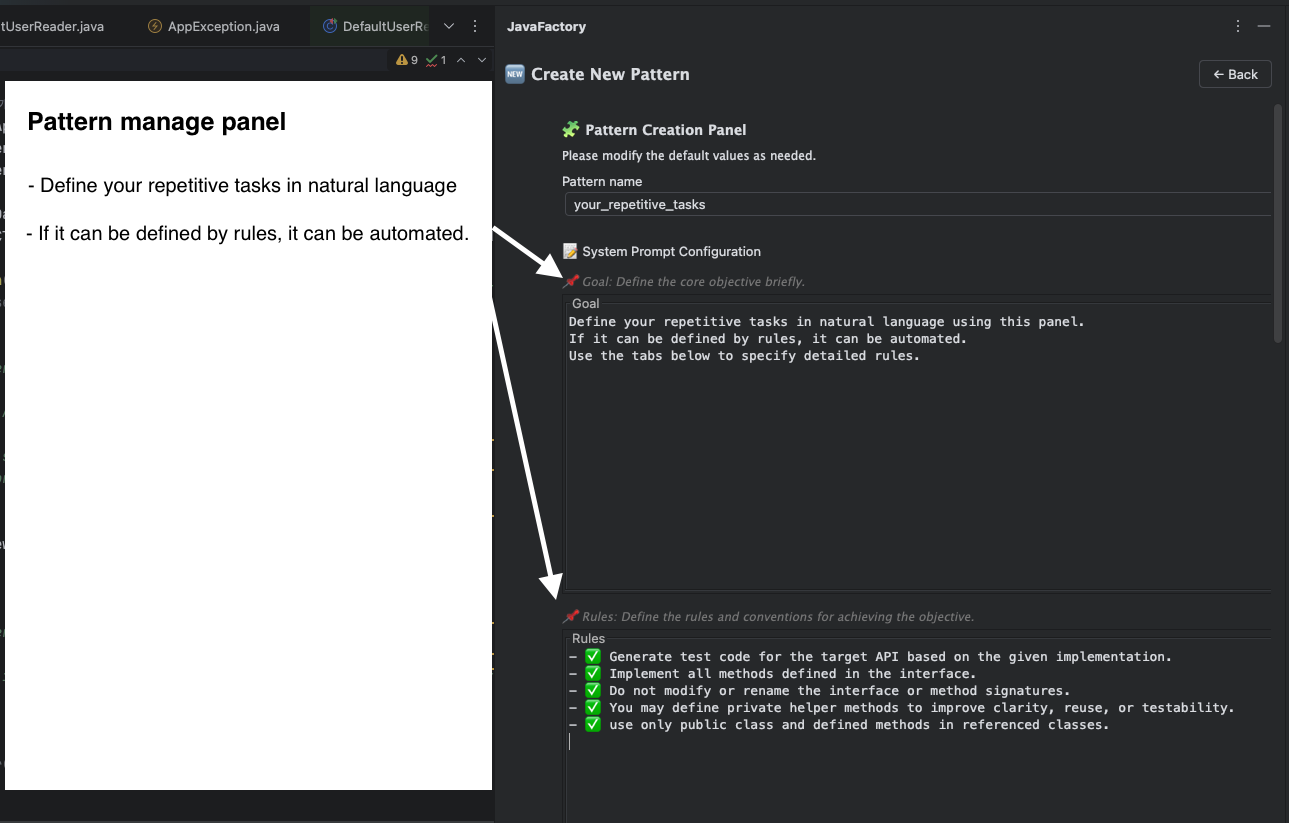 tUserReader.java
AppException.java
DefaultUserRe
9
1
Pattern manage panel
- Define your repetitive tasks in natural language
- If it can be defined by rules, it can be automated.
JavaFactory
NEW Create New Pattern
← Back
Pattern Creation Panel
Please modify the default values as needed.
Pattern name
your_repetitive_tasks
System Prompt Configuration
Goal: Define the core objective briefly.
Goal
Define your repetitive tasks in natural language using this panel.
If it can be defined by rules, it can be automated.
Use the tabs below to specify detailed rules.
Rules: Define the rules and conventions for achieving the objective.
Rules
– ✅ Generate test code for the target API based on the given implementation.
– ✅ Implement all methods defined in the interface.
– ✅ Do not modify or rename the interface or method signatures.
– ✅ You may define private helper methods to improve clarity, reuse, or testability.
– ✅ use only public class and defined methods in referenced classes.